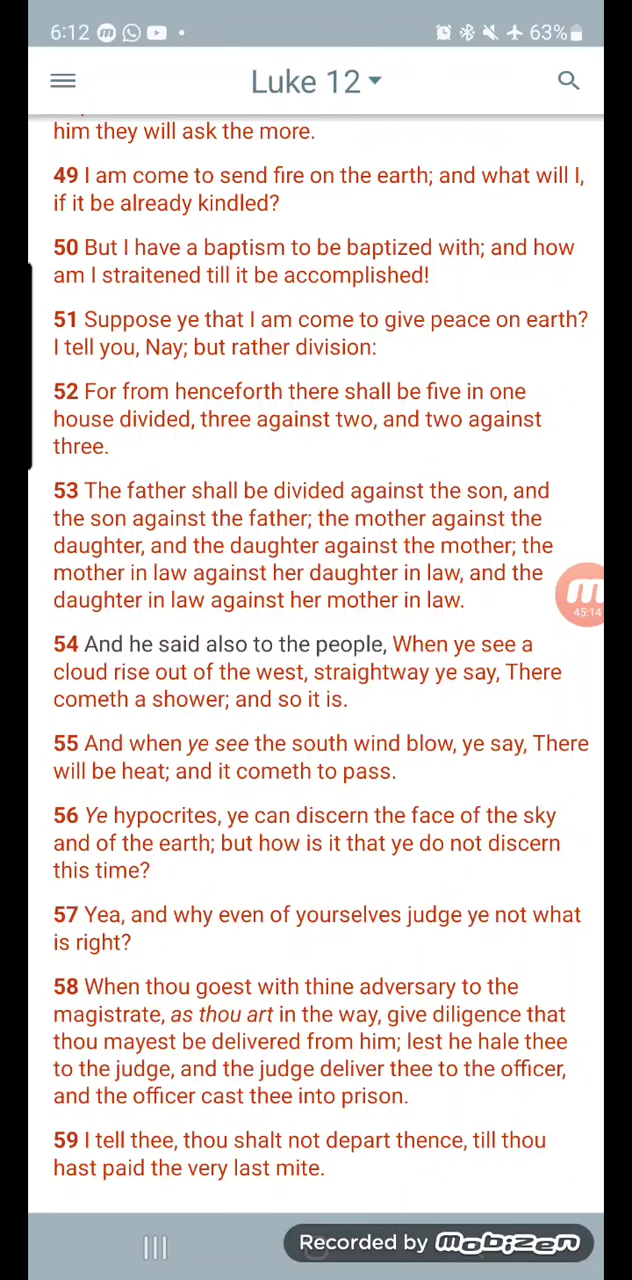 6:12
63%
Luke 12
him they will ask the more.
49 I am come to send fire on the earth; and what will I,
if it be already kindled?
50 But I have a baptism to be baptized with; and how
am I straitened till it be accomplished!
51 Suppose ye that I am come to give peace on earth?
I tell you, Nay; but rather division:
52 For from henceforth there shall be five in one
house divided, three against two, and two against
three.
53 The father shall be divided against the son, and
the son against the father; the mother against the
daughter, and the daughter against the mother; the
mother in law against her daughter in law, and the
daughter in law against her mother in law.
45:14
54 And he said also to the people, When ye see a
cloud rise out of the west, straightway ye say, There
cometh a shower; and so it is.
55 And when ye see the south wind blow, ye say, There
will be heat; and it cometh to pass.
56 Ye hypocrites, ye can discern the face of the sky
and of the earth; but how is it that ye do not discern
this time?
57 Yea, and why even of yourselves judge ye not what
is right?
58 When thou goest with thine adversary to the
magistrate, as thou art in the way, give diligence that
thou mayest be delivered from him; lest he hale thee
to the judge, and the judge deliver thee to the officer,
and the officer cast thee into prison.
59 I tell thee, thou shalt not depart thence, till thou
hast paid the very last mite.
Recorded by mobizen